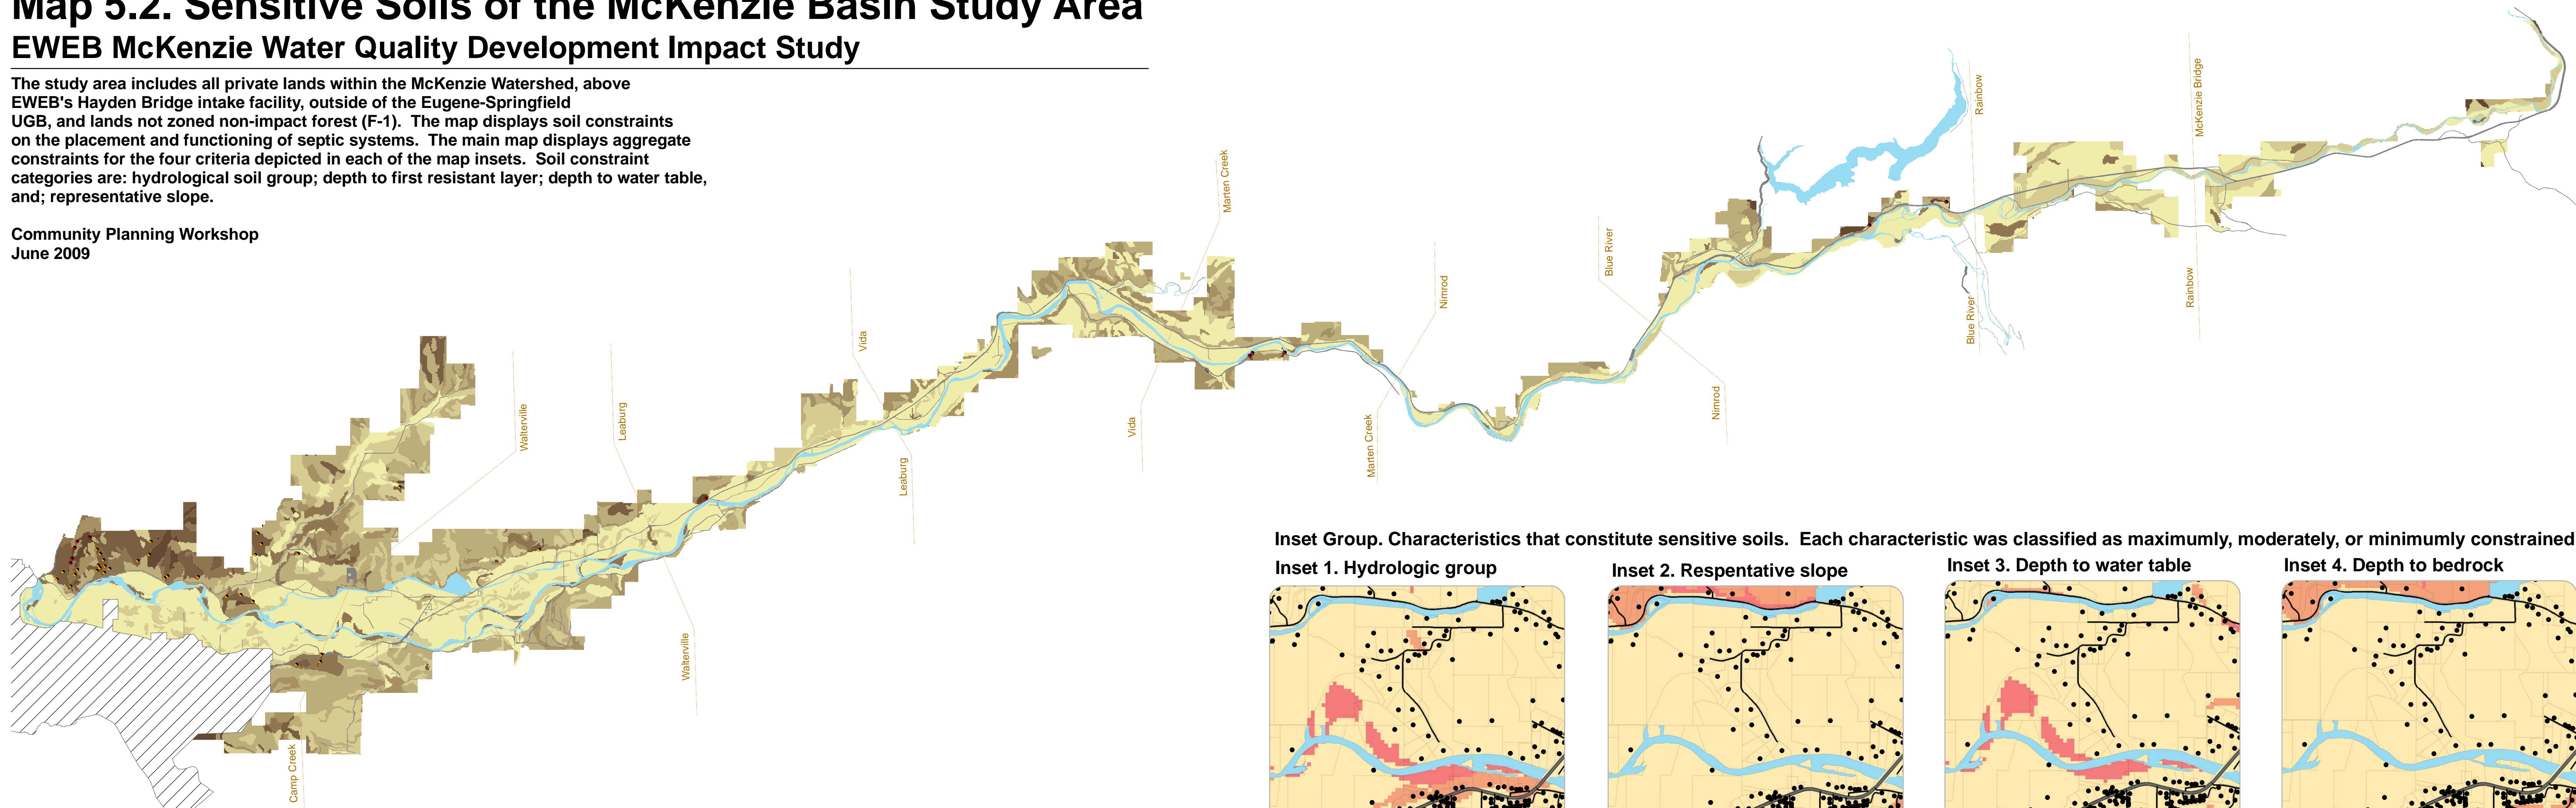 Map 5.2. Sensitive Soils of the McKenzie Basin Study Area
EWEB McKenzie Water Quality Development Impact Study
The study area includes all private lands within the McKenzie Watershed, above
EWEB's Hayden Bridge intake facility, outside of the Eugene-Springfield
UGB, and lands not zoned non-impact forest (F-1).  The map displays soil constraints
on the placement and functioning of septic systems.  The main map displays aggregate
constraints for the four criteria depicted in each of the map insets.  Soil constraint
categories are: hydrological soil group; depth to first resistant layer; depth to water table,
and; representative slope.
Community Planning Workshop
June 2009
Rainbow
McKenzie Bridge
Marten Creek
Blue River
Nimrod
Rainbow
Blue River
Vida
Walterville
Leaburg
Vida
Nimrod
Marten Creek
Leaburg
Walterville
Camp Creek
Inset Group. Characteristics that constitute sensitive soils.  Each characteristic was classified as maximumly, moderately, or minimumly constrained
Inset 1. Hydrologic group
Inset 2. Respentative slope
Inset 3. Depth to water table
Inset 4. Depth to bedrock